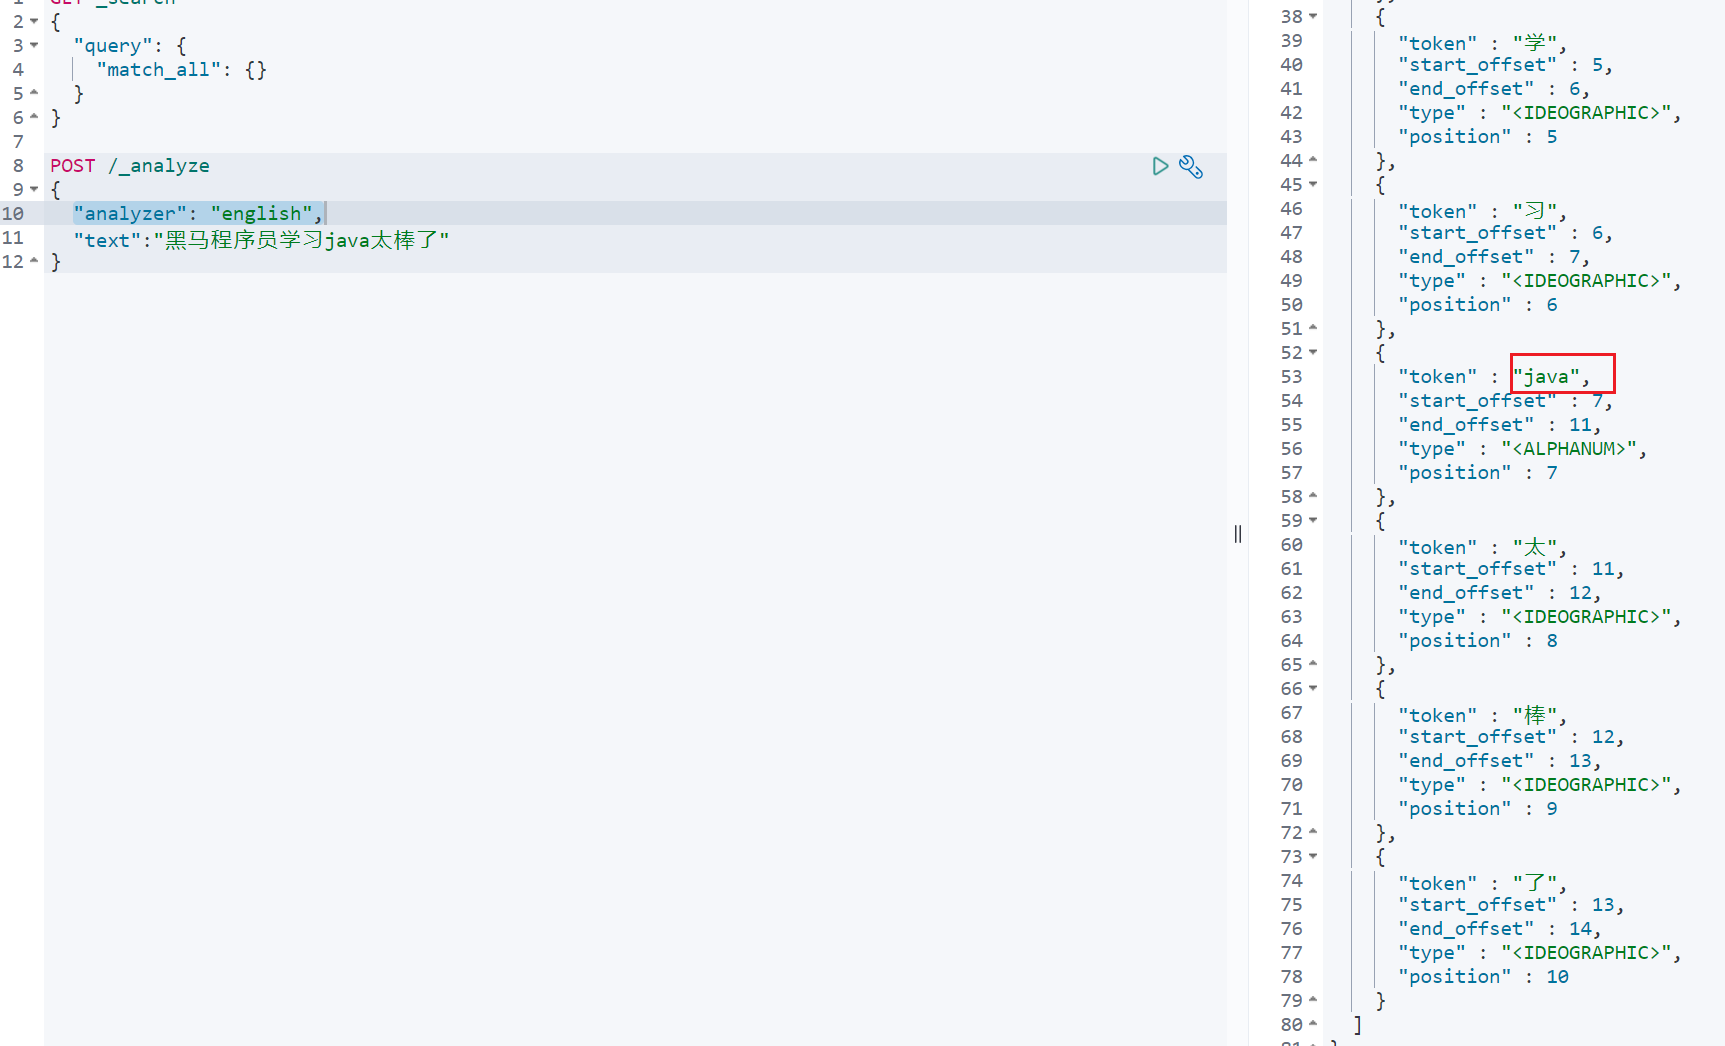 1 GET _search
2 {
3 "query": {
4 "match_all": {}
5 }
6 }
7
8 POST /_analyze
9 {
10 "analyzer": "english",
11 "text":"黑马程序员学习java太棒了"
12 }
38 {
39 "token" : "学",
40 "start_offset" : 5,
41 "end_offset" : 6,
42 "type" : "<IDEOGRAPHIC>",
43 "position" : 5
44 },
45 {
46 "token" : "习",
47 "start_offset" : 6,
48 "end_offset" : 7,
49 "type" : "<IDEOGRAPHIC>",
50 "position" : 6
51 },
52 {
53 "token" : "java",
54 "start_offset" : 7,
55 "end_offset" : 11,
56 "type" : "<ALPHANUM>",
57 "position" : 7
58 },
59 {
60 "token" : "太",
61 "start_offset" : 11,
62 "end_offset" : 12,
63 "type" : "<IDEOGRAPHIC>",
64 "position" : 8
65 },
66 {
67 "token" : "棒",
68 "start_offset" : 12,
69 "end_offset" : 13,
70 "type" : "<IDEOGRAPHIC>",
71 "position" : 9
72 },
73 {
74 "token" : "了",
75 "start_offset" : 13,
76 "end_offset" : 14,
77 "type" : "<IDEOGRAPHIC>",
78 "position" : 10
79 }
80 ]
81 }